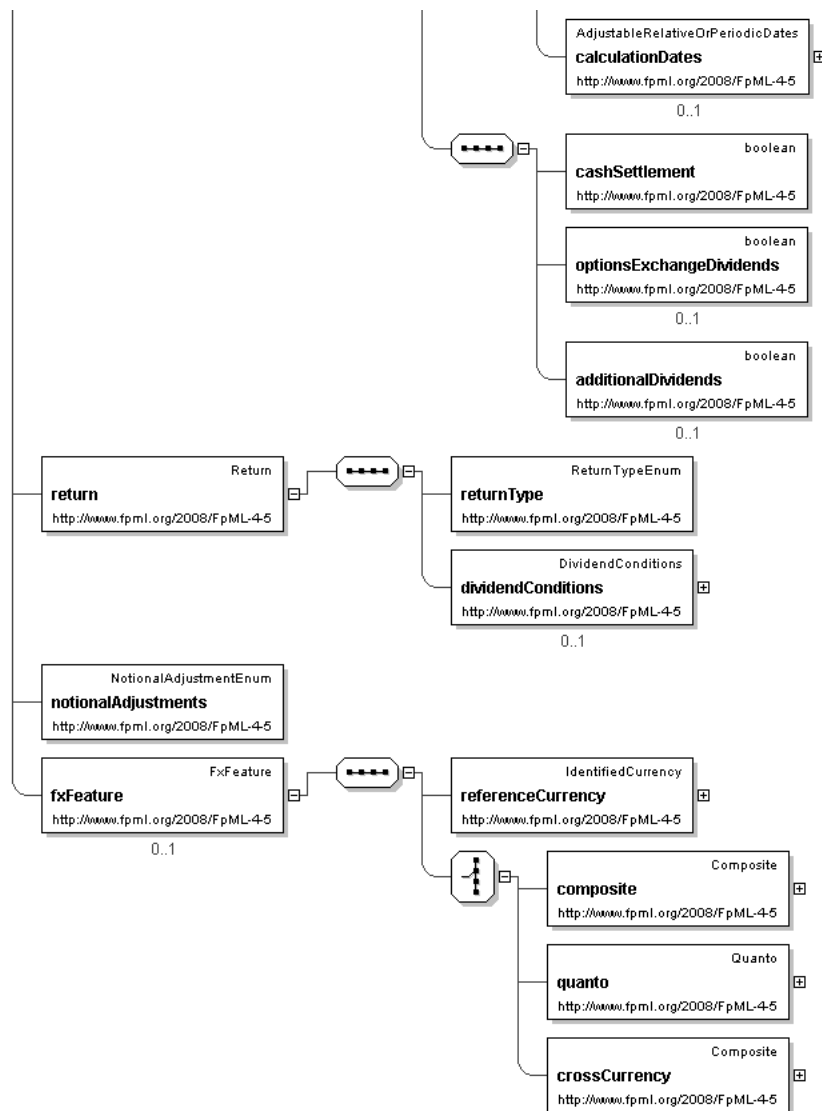 AdjustableRelativeOrPeriodicDates
calculationDates
http://www.fpml.org/2008/FpML-4-5
0..1
boolean
cashSettlement
http://www.fpml.org/2008/FpML-4-5
boolean
optionsExchangeDividends
http://www.fpml.org/2008/FpML-4-5
0..1
boolean
additionalDividends
http://www.fpml.org/2008/FpML-4-5
0..1
Return
return
http://www.fpml.org/2008/FpML-4-5
ReturnTypeEnum
returnType
http://www.fpml.org/2008/FpML-4-5
DividendConditions
dividendConditions
http://www.fpml.org/2008/FpML-4-5
0..1
NotionalAdjustmentEnum
notionalAdjustments
http://www.fpml.org/2008/FpML-4-5
FxFeature
fxFeature
http://www.fpml.org/2008/FpML-4-5
0..1
IdentifiedCurrency
referenceCurrency
http://www.fpml.org/2008/FpML-4-5
Composite
composite
http://www.fpml.org/2008/FpML-4-5
Quanto
quanto
http://www.fpml.org/2008/FpML-4-5
Composite
crossCurrency
http://www.fpml.org/2008/FpML-4-5